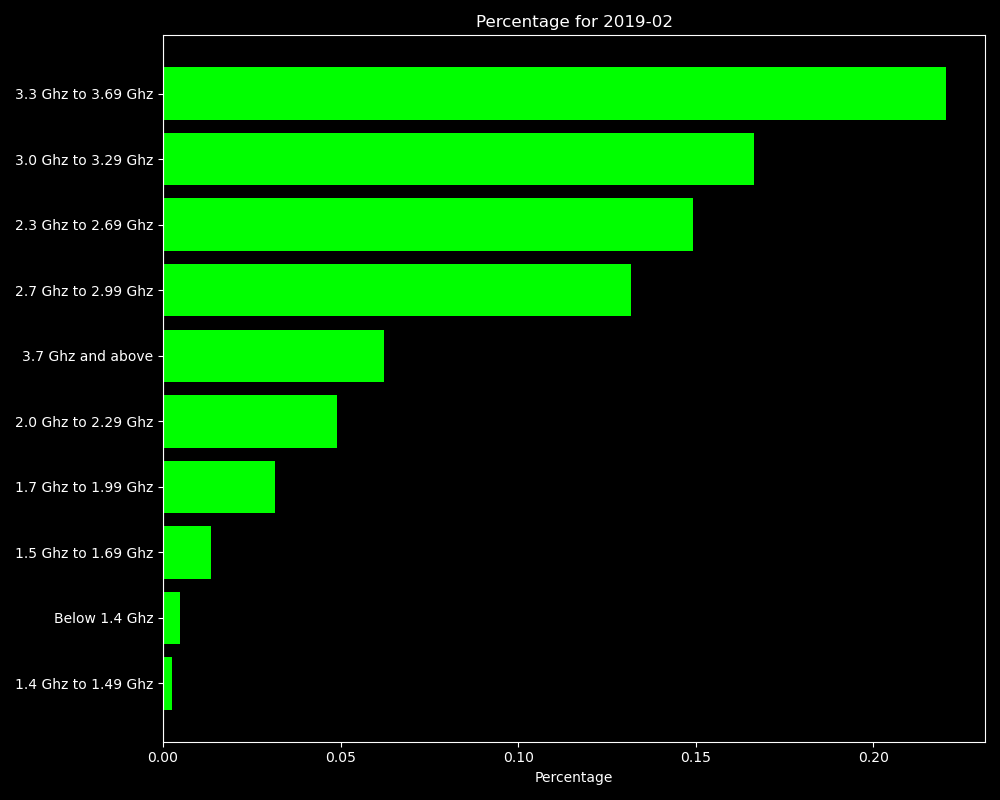 Percentage for 2019-02
3.3 Ghz to 3.69 Ghz
3.0 Ghz to 3.29 Ghz
2.3 Ghz to 2.69 Ghz
2.7 Ghz to 2.99 Ghz
3.7 Ghz and above
2.0 Ghz to 2.29 Ghz
1.7 Ghz to 1.99 Ghz
1.5 Ghz to 1.69 Ghz
Below 1.4 Ghz
1.4 Ghz to 1.49 Ghz
0.00 0.05 0.10 0.15 0.20
Percentage